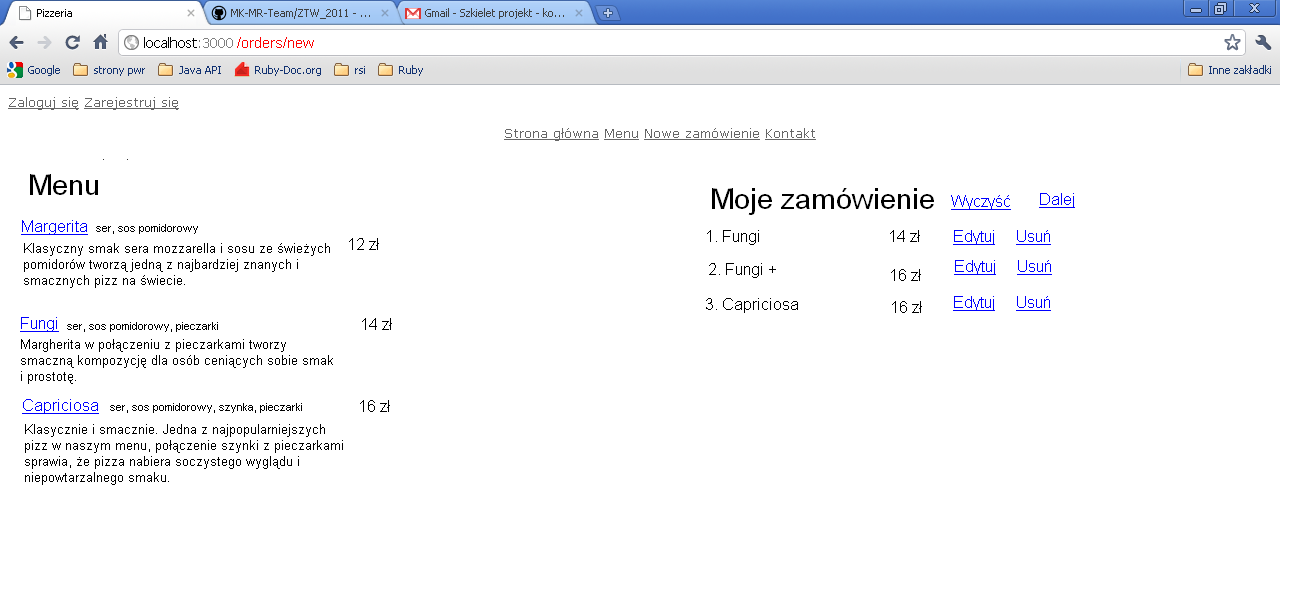 Pizzeria
MK-MR-Team/ZTW_2011 - ...
Gmail - Szkielet projekt - ko...
localhost:3000 /orders/new
Google strony pwr Java API Ruby-Doc.org rsi Ruby Inne zakładki
Zaloguj się Zarejestruj się
Strona główna Menu Nowe zamówienie Kontakt
Menu
Margerita ser, sos pomidorowy
Klasyczny smak sera mozzarella i sosu ze świeżych 12 zł
pomidorów tworzą jedną z najbardziej znanych i
smacznych pizz na świecie.
Fungi ser, sos pomidorowy, pieczarki 14 zł
Margherita w połączeniu z pieczarkami tworzy
smaczną kompozycję dla osób ceniących sobie smak
i prostotę.
Capriciosa ser, sos pomidorowy, szynka, pieczarki 16 zł
Klasycznie i smacznie. Jedna z najpopularniejszych
pizz w naszym menu, połączenie szynki z pieczarkami
sprawia, że pizza nabiera soczystego wyglądu i
niepowtarzalnego smaku.
Moje zamówienie Wyczyść Dalej
1. Fungi 14 zł Edytuj Usuń
2. Fungi + 16 zł Edytuj Usuń
3. Capriciosa 16 zł Edytuj Usuń